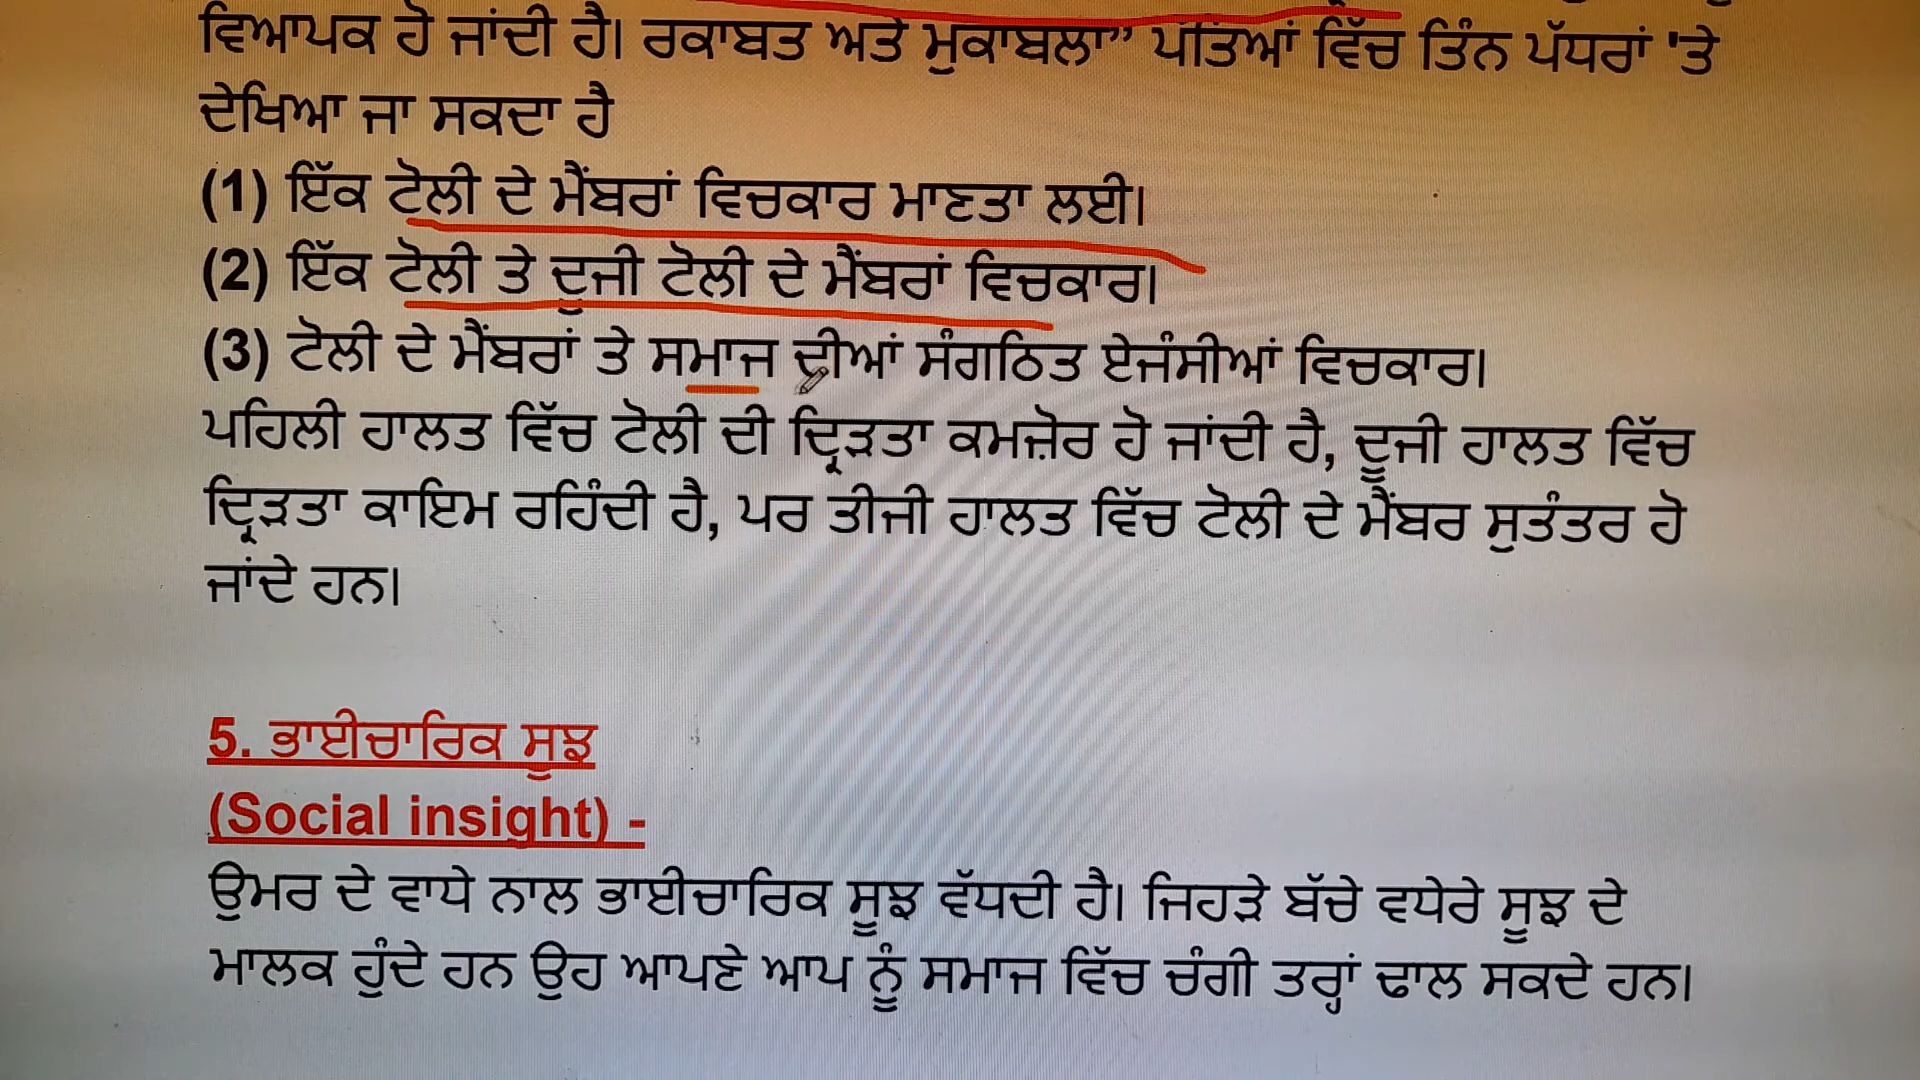 ਵਿਆਪਕ ਹੋ ਜਾਂਦੀ ਹੈ। ਰਕਾਬਤ ਅਤੇ ਮੁਕਾਬਲਾ” ਪੱਤਿਆਂ ਵਿੱਚ ਤਿੰਨ ਪੱਧਰਾਂ 'ਤੇ
ਦੇਖਿਆ ਜਾ ਸਕਦਾ ਹੈ
(1) ਇੱਕ ਟੋਲੀ ਦੇ ਮੈਂਬਰਾਂ ਵਿਚਕਾਰ ਮਾਣਤਾ ਲਈ।
(2) ਇੱਕ ਟੋਲੀ ਤੇ ਦੂਜੀ ਟੋਲੀ ਦੇ ਮੈਂਬਰਾਂ ਵਿਚਕਾਰ।
(3) ਟੋਲੀ ਦੇ ਮੈਂਬਰਾਂ ਤੇ ਸਮਾਜ ਦੀਆਂ ਸੰਗਠਿਤ ਏਜੰਸੀਆਂ ਵਿਚਕਾਰ।
ਪਹਿਲੀ ਹਾਲਤ ਵਿੱਚ ਟੋਲੀ ਦੀ ਦ੍ਰਿੜਤਾ ਕਮਜ਼ੋਰ ਹੋ ਜਾਂਦੀ ਹੈ, ਦੂਜੀ ਹਾਲਤ ਵਿੱਚ
ਦ੍ਰਿੜਤਾ ਕਾਇਮ ਰਹਿੰਦੀ ਹੈ, ਪਰ ਤੀਜੀ ਹਾਲਤ ਵਿੱਚ ਟੋਲੀ ਦੇ ਮੈਂਬਰ ਸੁਤੰਤਰ ਹੋ
ਜਾਂਦੇ ਹਨ।
5. ਭਾਈਚਾਰਿਕ ਸੂਝ
(Social insight) -
ਉਮਰ ਦੇ ਵਾਧੇ ਨਾਲ ਭਾਈਚਾਰਿਕ ਸੂਝ ਵੱਧਦੀ ਹੈ। ਜਿਹੜੇ ਬੱਚੇ ਵਧੇਰੇ ਸੂਝ ਦੇ
ਮਾਲਕ ਹੁੰਦੇ ਹਨ ਉਹ ਆਪਣੇ ਆਪ ਨੂੰ ਸਮਾਜ ਵਿੱਚ ਚੰਗੀ ਤਰ੍ਹਾਂ ਢਾਲ ਸਕਦੇ ਹਨ।